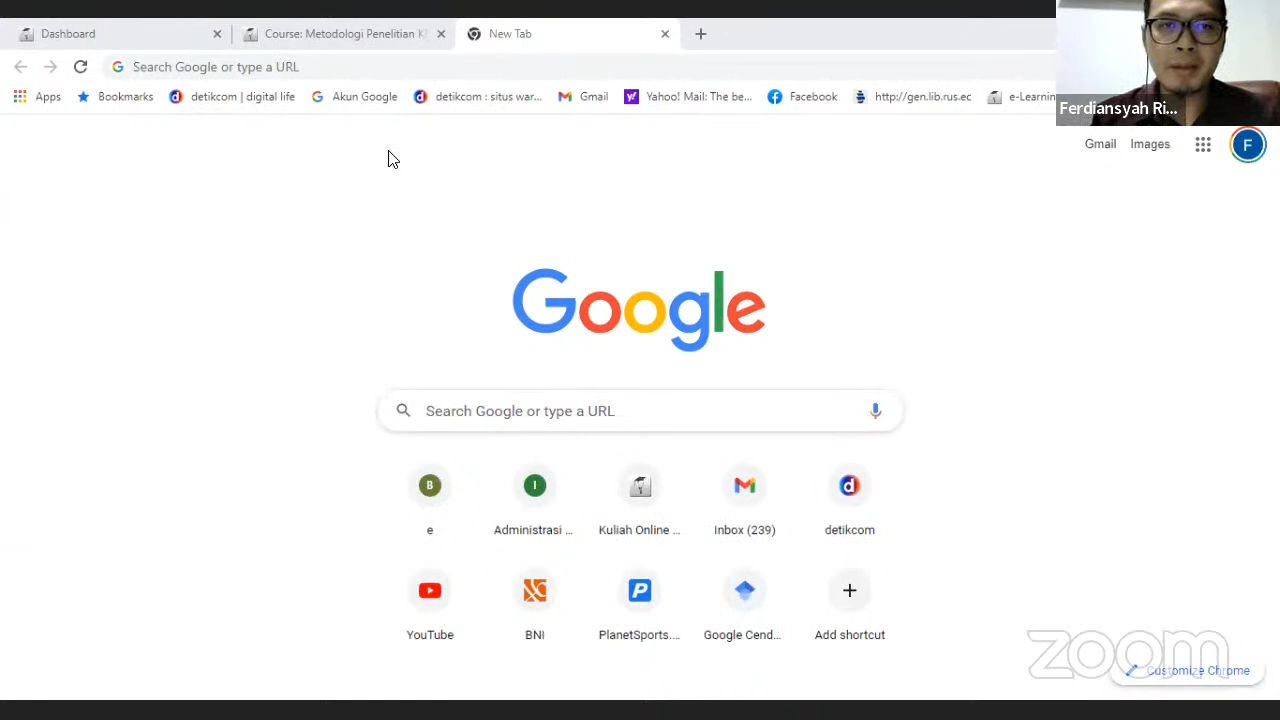 Dashboard
Course: Metodologi Penelitian
New Tab
Search Google or type a URL
Apps
Bookmarks
detikcom | digital life
Akun Google
detikcom : situs war...
Gmail
Yahoo! Mail: The be...
Facebook
http://gen.lib.rus.ec
Ferdiansyah Ri...
Gmail
Images
F
Google
Search Google or type a URL
B
I
e
Administrasi ...
Kuliah Online ...
Inbox (239)
detikcom
YouTube
BNI
PlanetSports....
Google Cend...
Add shortcut
zoom
Customize Chrome